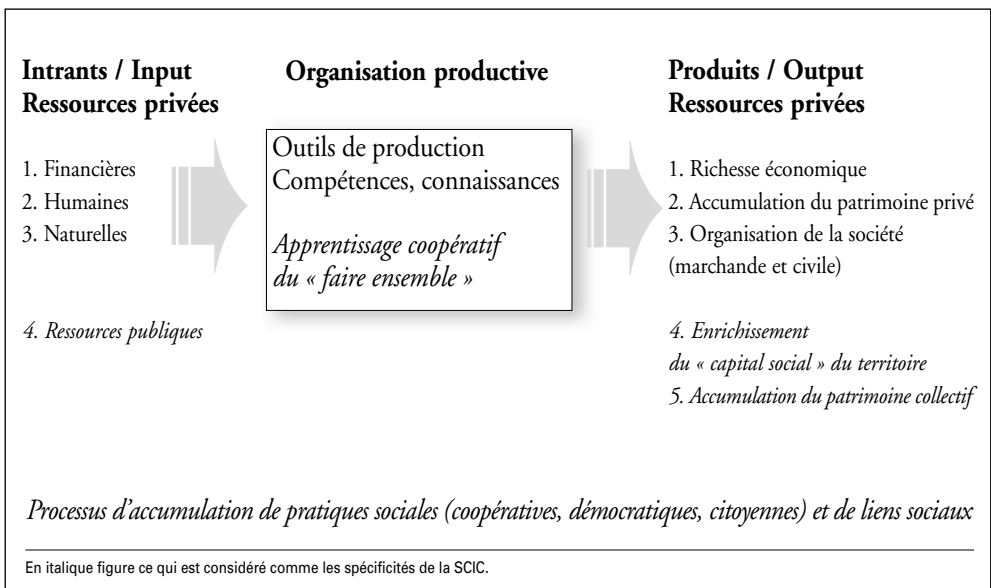 Intrants / Input
Ressources privées
1. Financières
2. Humaines
3. Naturelles
4. Ressources publiques
Organisation productive
Outils de production
Compétences, connaissances
Apprentissage coopératif
du « faire ensemble »
Produits / Output
Ressources privées
1. Richesse économique
2. Accumulation du patrimoine privé
3. Organisation de la société
(marchande et civile)
4. Enrichissement
du « capital social » du territoire
5. Accumulation du patrimoine collectif
Processus d’accumulation de pratiques sociales (coopératives, démocratiques, citoyennes) et de liens sociaux
En italique figure ce qui est considéré comme les spécificités de la SCIC.